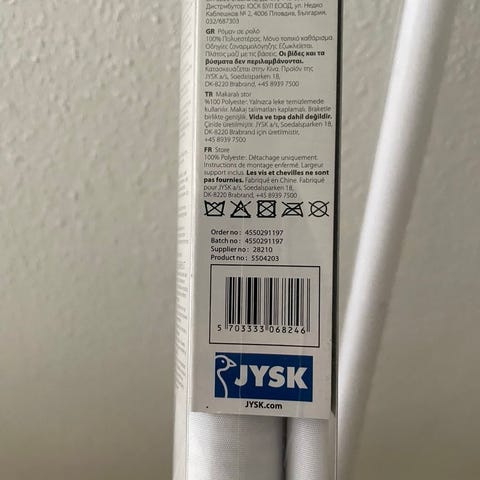 Дистрибутор: ЮСК БУЛ ЕООД, ул. Недко
Каблешков № 2, 4006 Пловдив, България,
032/687303
GR Ρόμαν σε ρολό
100% Πολυεστέρας. Μόνο τοπικό καθάρισμα.
Οδηγίες συναρμολόγησης εξωκλείεται.
Πλάτος μαζί με τις βάσεις. Οι βίδες και τα
βύσματα δεν περιλαμβάνονται.
Κατασκευάζεται στην Κίνα. Προϊόν της
JYSK a/s, Soedalsparken 18,
DK-8220 Brabrand, +45 8939 7500
TR Makaralı stor
%100 Polyester: Yalnızca leke temizlemede
kullanılır. Makaj talimatları kaplamalı. Braketle
birlikte genişlik. Vida ve tıpa dahil değildir.
Çin'de üretilmiştir. JYSK a/s, Soedalsparken 18,
DK-8220 Brabrand için üretilmiştir,
+45 8939 7500
FR Store
100% Polyester: Détachage uniquement.
Instructions de montage enfermé. Largeur
support inclus. Les vis et chevilles ne sont
pas fournies. Fabriqué en Chine. Fabriqué
pour JYSK a/s, Soedalsparken 18,
DK-8220 Brabrand, +45 8939 7500
Order no: 4550291197
Batch no: 4550291197
Supplier no: 28210
Product no: 5504203
5 703333 068246
JYSK
JYSK.com